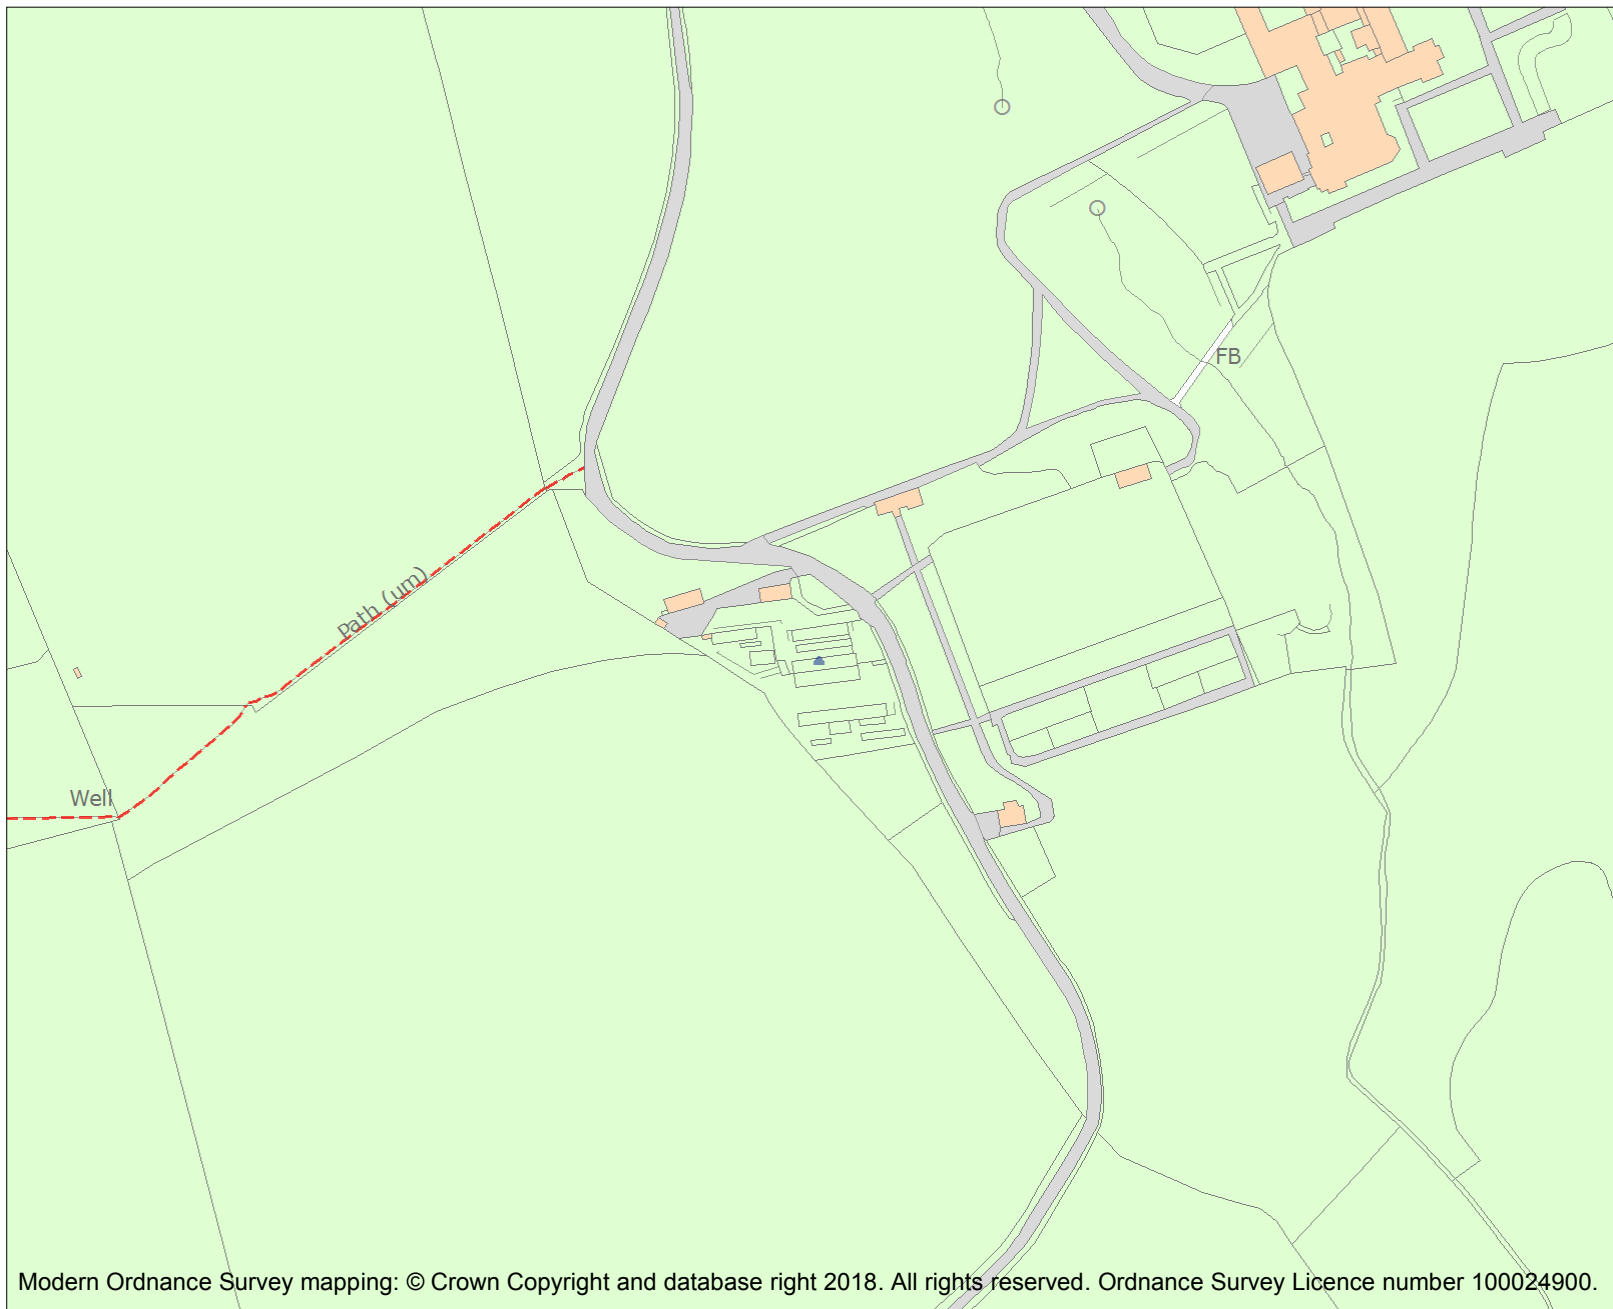 FB
Path (um)
Well
Modern Ordnance Survey mapping: © Crown Copyright and database right 2018. All rights reserved. Ordnance Survey Licence number 100024900.